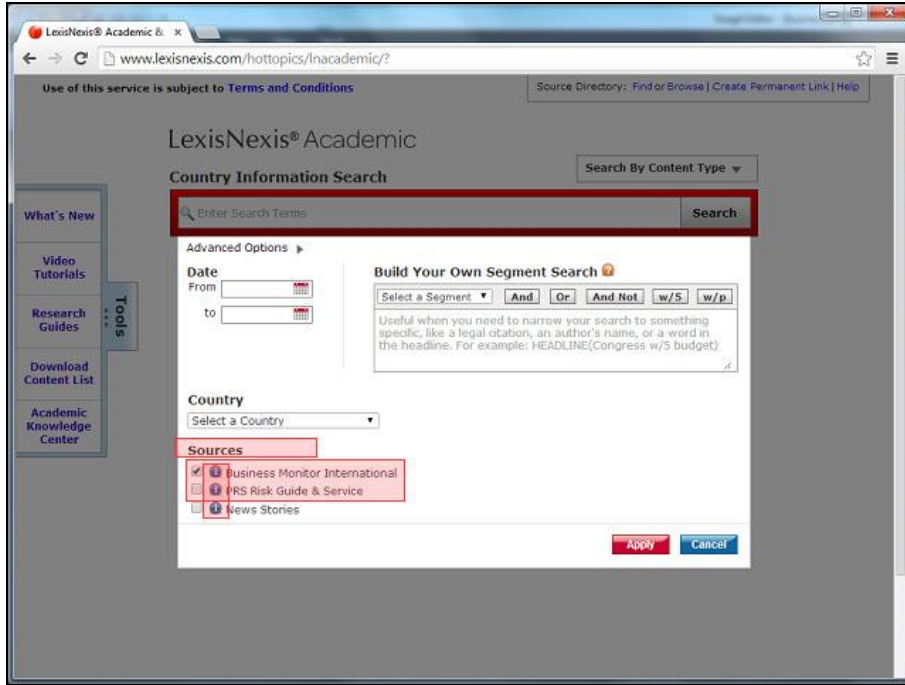 LexisNexis® Academic &
www.lexisnexis.com/hottopics/lnacademic/?
Use of this service is subject to Terms and Conditions
Source Directory: Find or Browse | Create Permanent Link | Help
LexisNexis® Academic
Search By Content Type
Country Information Search
Enter Search Terms
Search
What's New
Video
Tutorials
Research
Guides
Download
Content List
Academic
Knowledge
Center
Tools
Advanced Options
Date
From
to
Build Your Own Segment Search
Select a Segment
And
Or
And Not
w/5
w/p
Useful when you need to narrow your search to something
specific, like a legal citation, an author's name, or a word in
the headline. For example: HEADLINE(Congress w/5 budget)
Country
Select a Country
Sources
Business Monitor International
PRS Risk Guide & Service
News Stories
Apply
Cancel